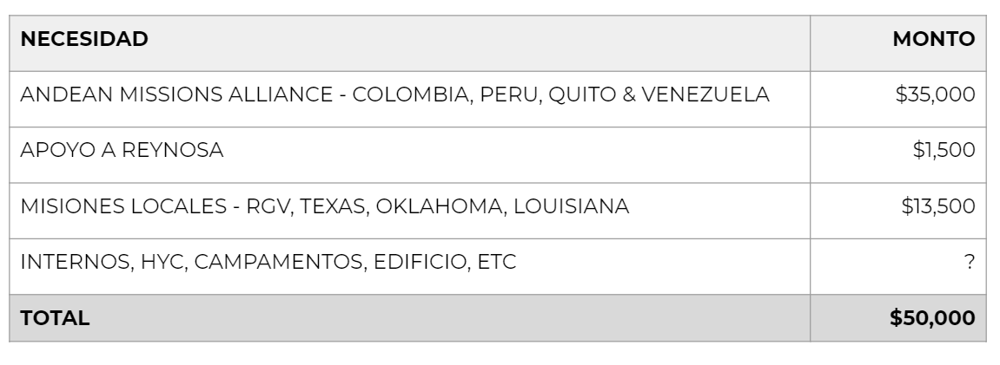 NECESIDAD MONTO
ANDEAN MISSIONS ALLIANCE - COLOMBIA, PERU, QUITO & VENEZUELA $35,000
APOYO A REYNOSA $1,500
MISIONES LOCALES - RGV, TEXAS, OKLAHOMA, LOUISIANA $13,500
INTERNOS, HYC, CAMPAMENTOS, EDIFICIO, ETC ?
TOTAL $50,000